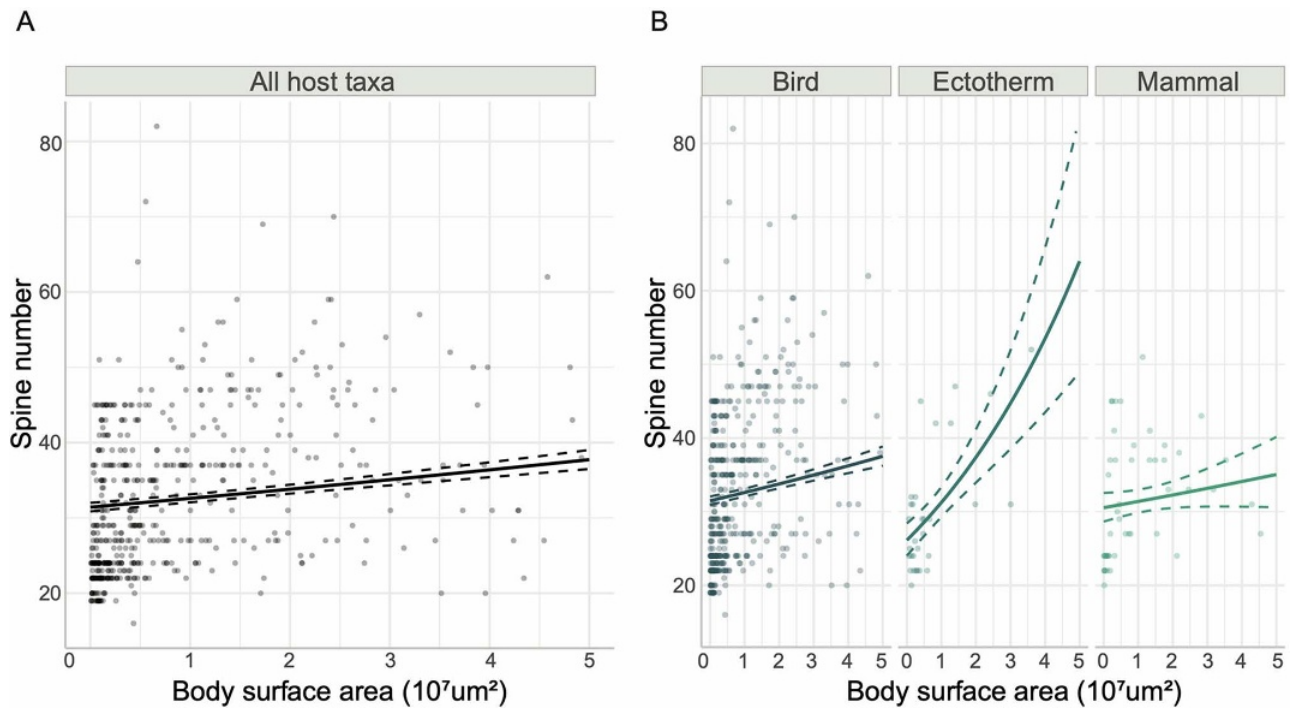 A
B
All host taxa
Bird
Ectotherm
Mammal
Spine number
80
60
40
20
0
1
2
3
4
5
Body surface area (10⁷um²)
Spine number
80
60
40
20
0 1 2 3 4 5
0 1 2 3 4 5
0 1 2 3 4 5
Body surface area (10⁷um²)